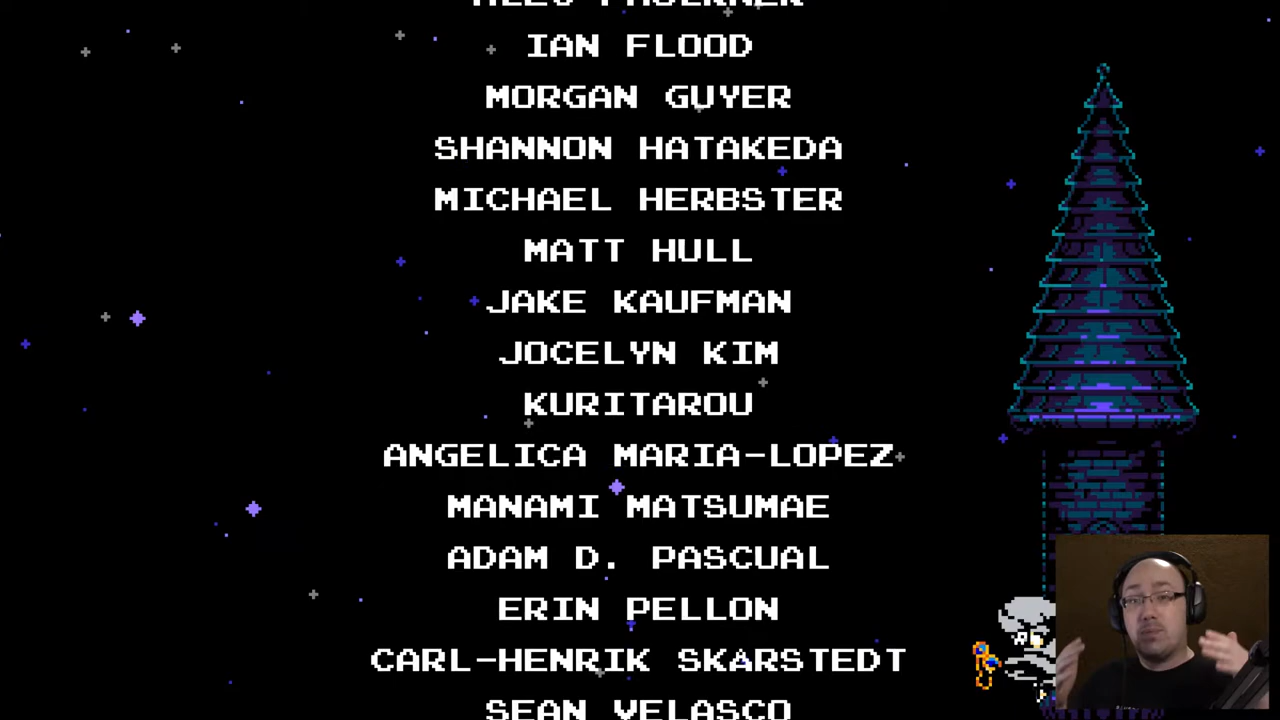 IAN FLOOD
MORGAN GUYER
SHANNON HATAKEDA
MICHAEL HERBSTER
MATT HULL
JAKE KAUFMAN
JOCELYN KIM
KURITAROU
ANGELICA MARIA-LOPEZ
MANAMI MATSUMAE
ADAM D. PASCUAL
ERIN PELLON
CARL-HENRIK SKARSTEDT
SEAN VELASCO